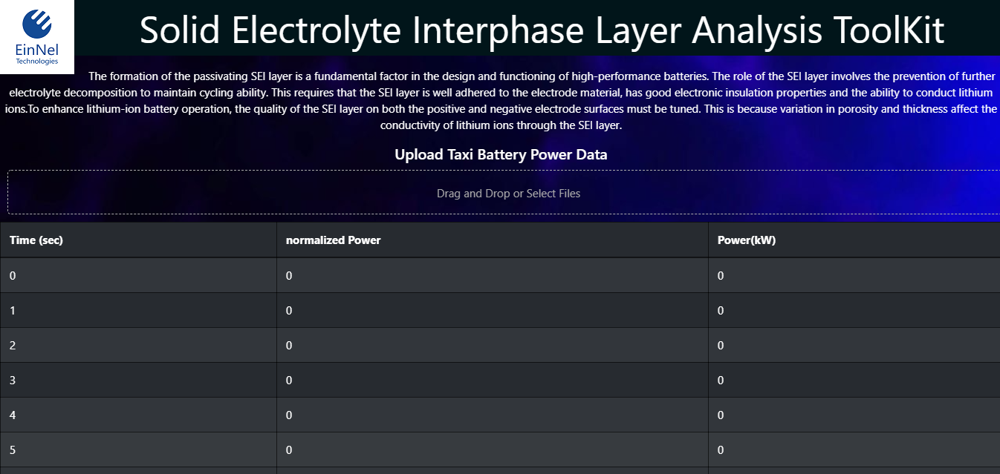 EinNel
Technologies
Solid Electrolyte Interphase Layer Analysis ToolKit
The formation of the passivating SEI layer is a fundamental factor in the design and functioning of high-performance batteries. The role of the SEI layer involves the prevention of further
electrolyte decomposition to maintain cycling ability. This requires that the SEI layer is well adhered to the electrode material, has good electronic insulation properties and the ability to conduct lithium
ions.To enhance lithium-ion battery operation, the quality of the SEI layer on both the positive and negative electrode surfaces must be tuned. This is because variation in porosity and thickness affect the
conductivity of lithium ions through the SEI layer.
Upload Taxi Battery Power Data
Drag and Drop or Select Files
Time (sec) normalized Power Power(kW)
0 0 0
1 0 0
2 0 0
3 0 0
4 0 0
5 0 0